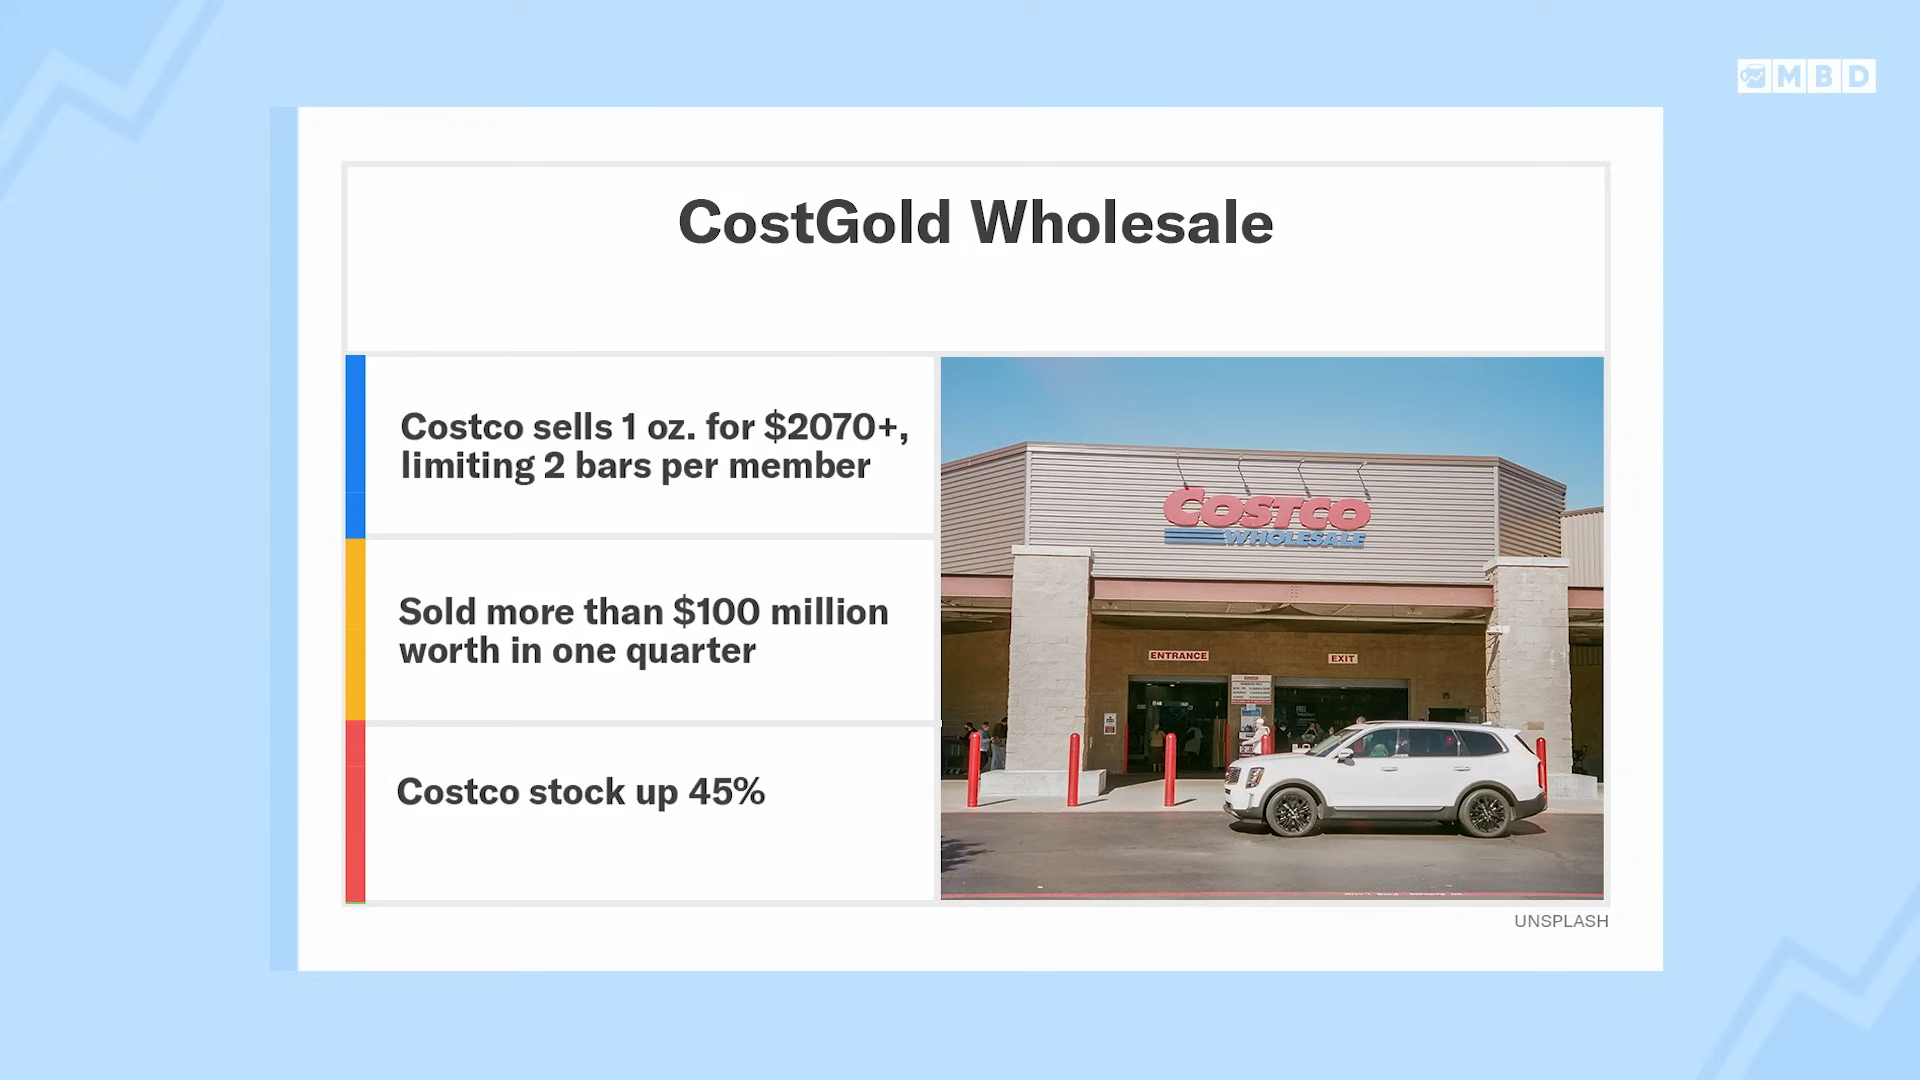 MBD
CostGold Wholesale
Costco sells 1 oz. for $2070+,
limiting 2 bars per member
Sold more than $100 million
worth in one quarter
Costco stock up 45%
COSTCO
WHOLESALE
ENTRANCE
EXIT
UNSPLASH